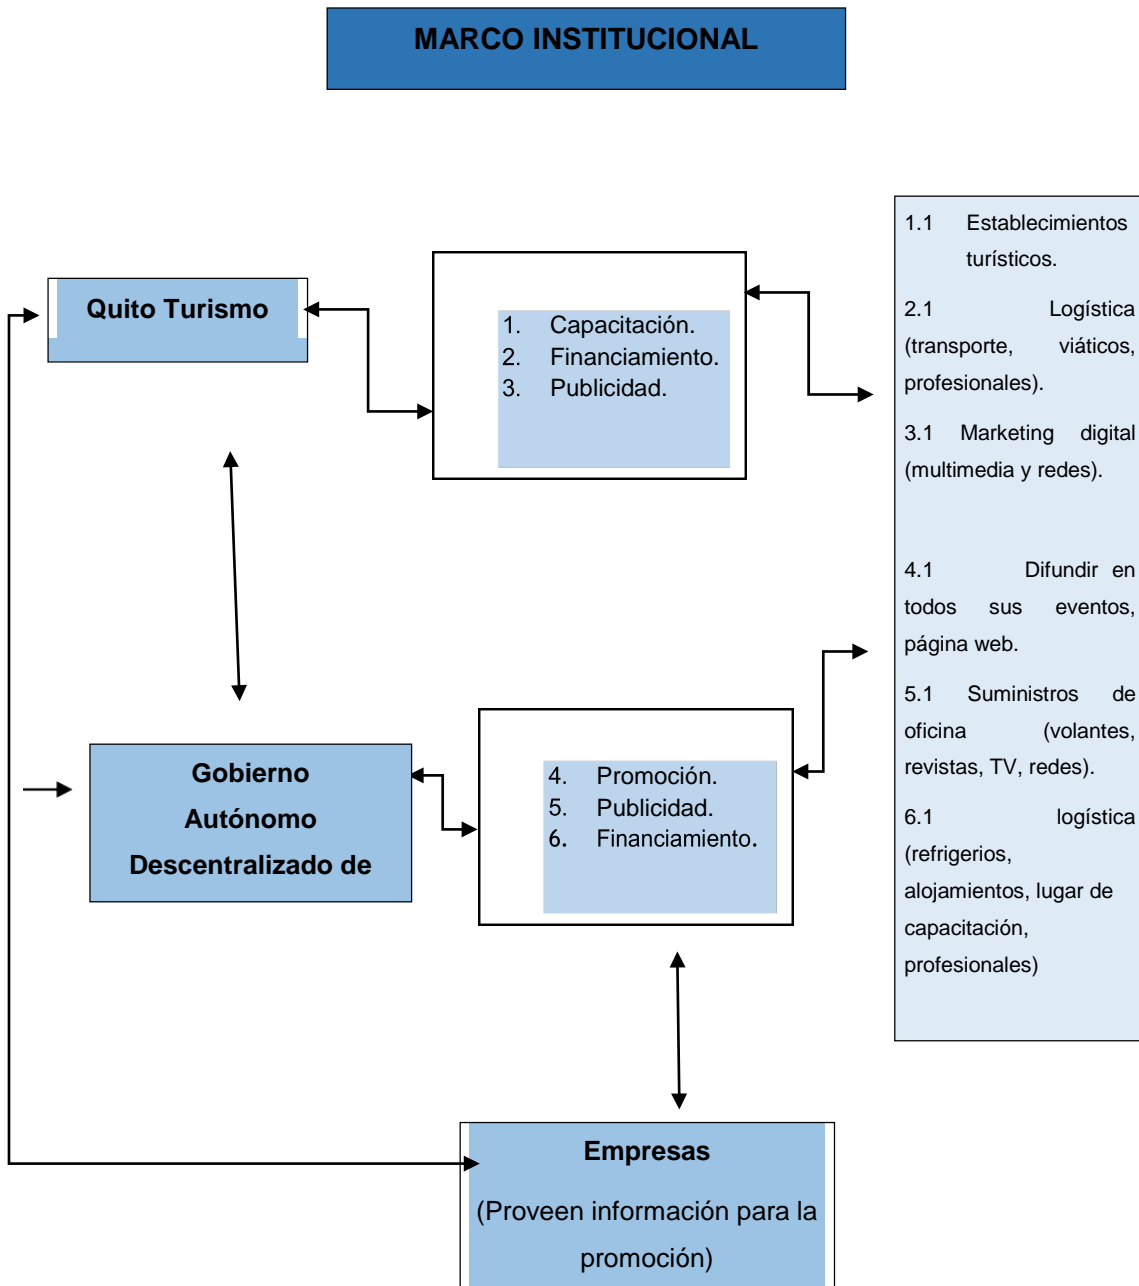 MARCO INSTITUCIONAL
Quito Turismo
1. Capacitación.
2. Financiamiento.
3. Publicidad.
1.1 Establecimientos
turísticos.
2.1 Logística
(transporte, viáticos,
profesionales).
3.1 Marketing digital
(multimedia y redes).
4.1 Difundir en
todos sus eventos,
página web.
5.1 Suministros de
oficina (volantes,
revistas, TV, redes).
6.1 logística
(refrigerios,
alojamientos, lugar de
capacitación,
profesionales)
Gobierno
Autónomo
Descentralizado de
4. Promoción.
5. Publicidad.
6. Financiamiento.
Empresas
(Proveen información para la
promoción)